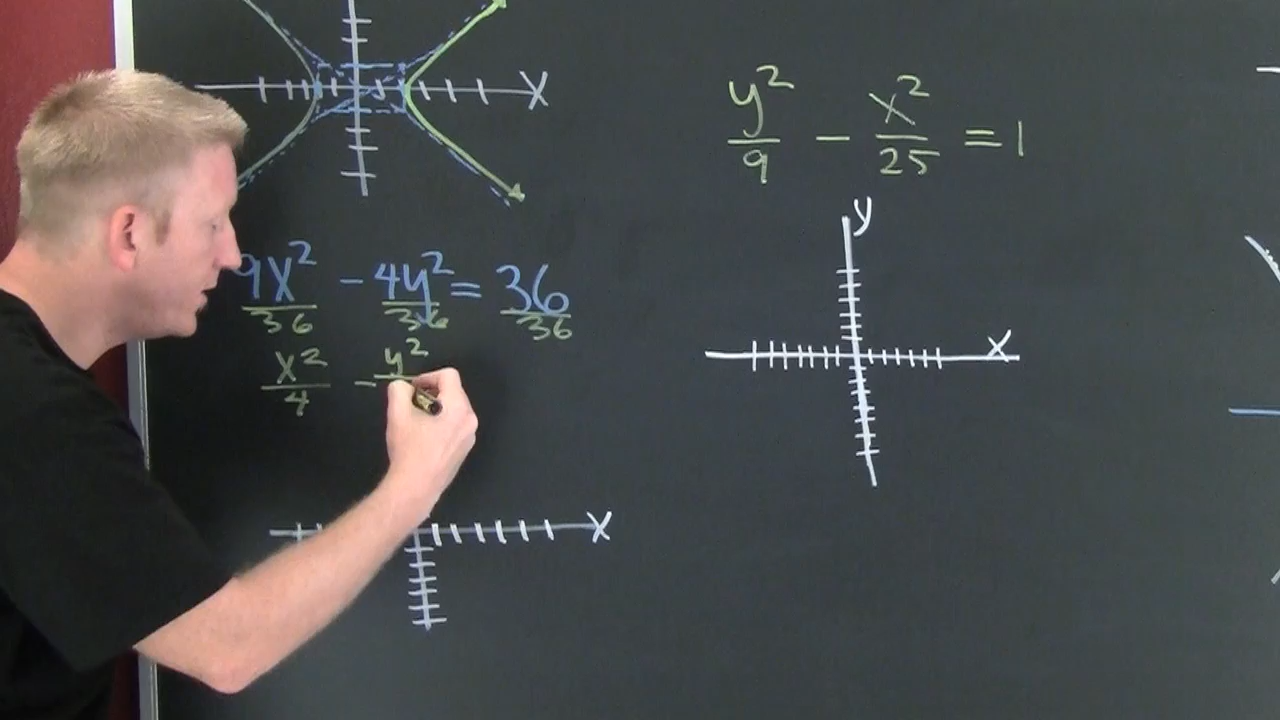 X
9X² - 4y² = 36
36 36 36
x²/4 - y²
X
y²/9 - x²/25 = 1
y
X